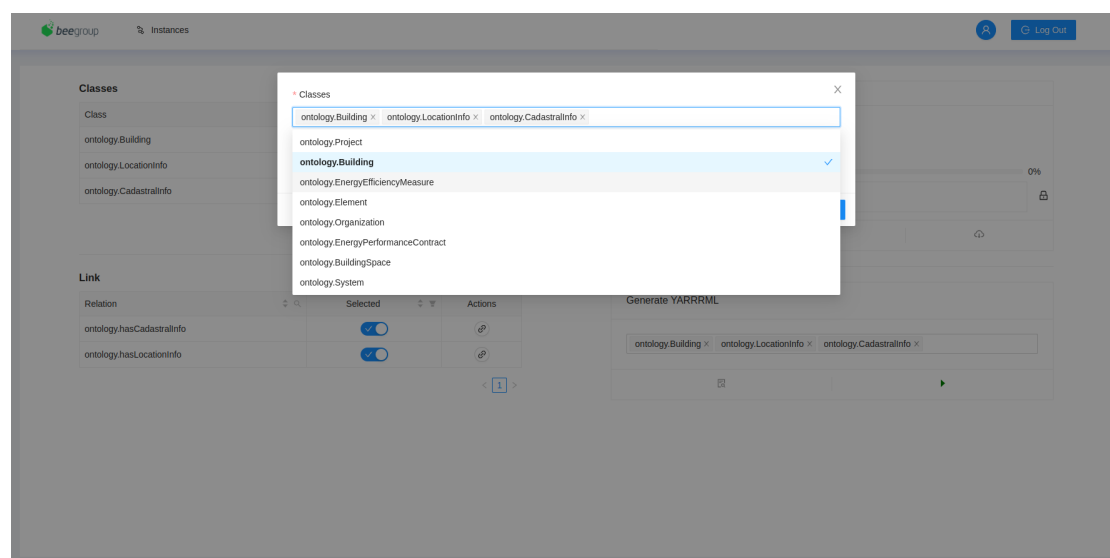 beegroup
Instances
Log Out
Classes
Class
ontology.Building
ontology.LocationInfo
ontology.CadastralInfo
* Classes
ontology.Building × ontology.LocationInfo × ontology.CadastralInfo ×
ontology.Project
ontology.Building
ontology.EnergyEfficiencyMeasure
ontology.Element
ontology.Organization
ontology.EnergyPerformanceContract
ontology.BuildingSpace
ontology.System
0%
Link
Relation Selected Actions
ontology.hasCadastralInfo
ontology.hasLocationInfo
< 1 >
Generate YARRRML
ontology.Building × ontology.LocationInfo × ontology.CadastralInfo ×